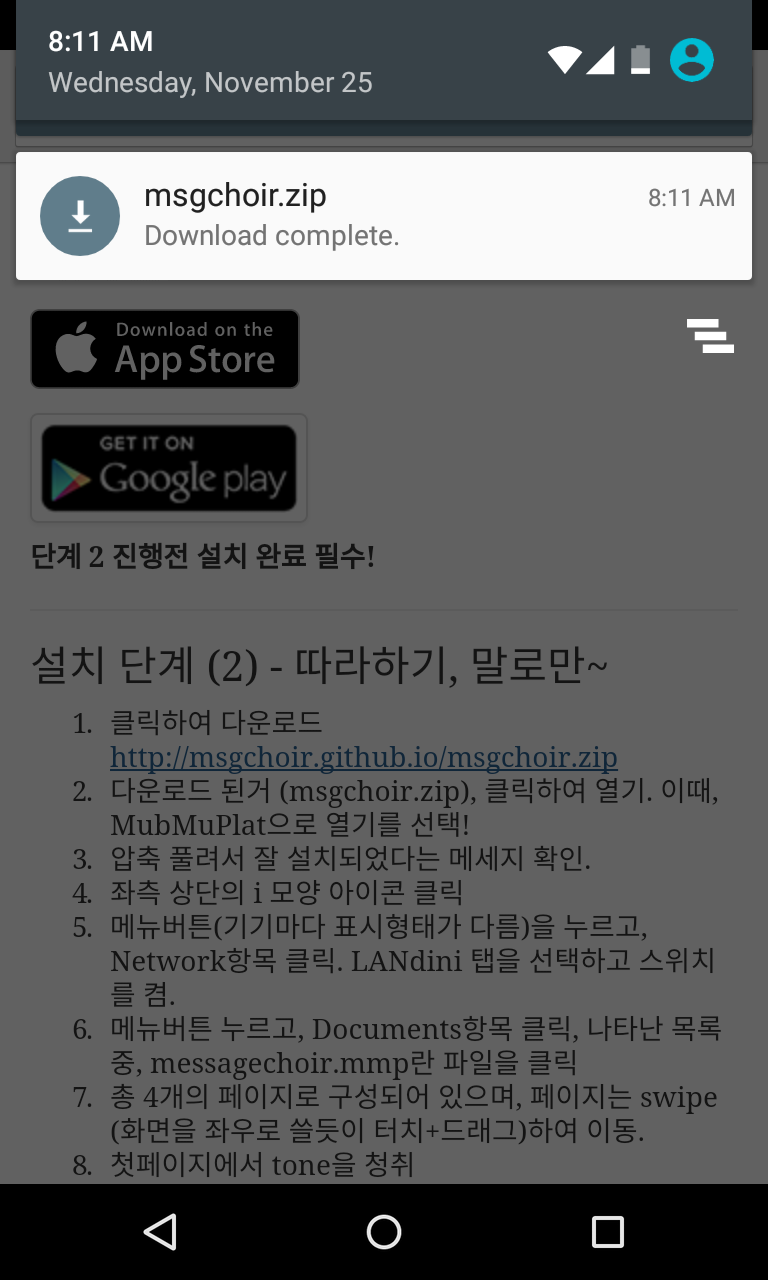 8:11 AM
Wednesday, November 25
msgchoir.zip
8:11 AM
Download complete.
Download on the
App Store
GET IT ON
Google play
단계 2 진행전 설치 완료 필수!
설치 단계 (2) - 따라하기, 말로만~
1. 클릭하여 다운로드
http://msgchoir.github.io/msgchoir.zip
2. 다운로드 된거 (msgchoir.zip), 클릭하여 열기. 이때,
MubMuPlat으로 열기를 선택!
3. 압축 풀려서 잘 설치되었다는 메세지 확인.
4. 좌측 상단의 i 모양 아이콘 클릭
5. 메뉴버튼(기기마다 표시형태가 다름)을 누르고,
Network항목 클릭. LANdini 탭을 선택하고 스위치
를 켬.
6. 메뉴버튼 누르고, Documents항목 클릭, 나타난 목록
중, messagechoir.mmp란 파일을 클릭
7. 총 4개의 페이지로 구성되어 있으며, 페이지는 swipe
(화면을 좌우로 쓸듯이 터치+드래그)하여 이동.
8. 첫페이지에서 tone을 청취